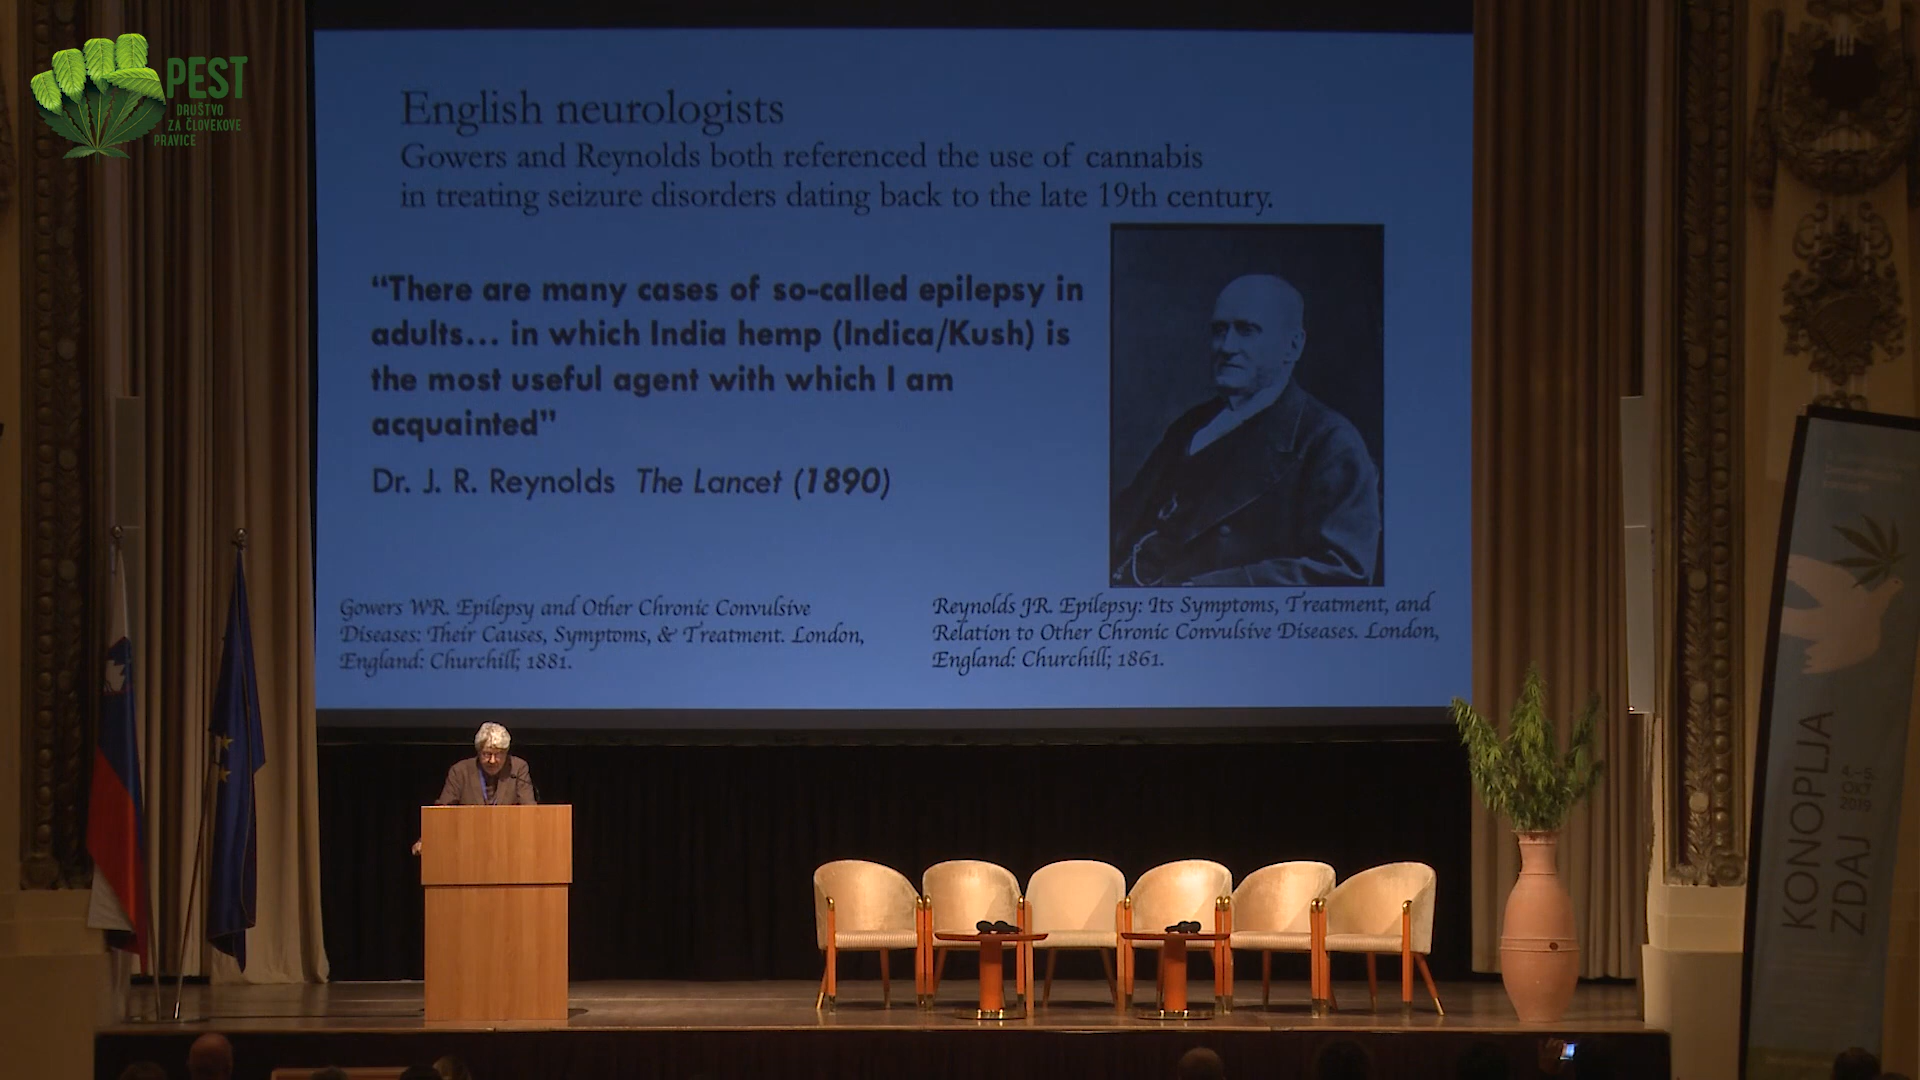 PEST
DRUŠTVO
ZA ČLOVEKOVE
PRAVICE
English neurologists
Gowers and Reynolds both referenced the use of cannabis
in treating seizure disorders dating back to the late 19th century.
“There are many cases of so-called epilepsy in
adults... in which India hemp (Indica/Kush) is
the most useful agent with which I am
acquainted”
Dr. J. R. Reynolds The Lancet (1890)
Gowers WR. Epilepsy and Other Chronic Convulsive
Diseases: Their Causes, Symptoms, & Treatment. London,
England: Churchill; 1881.
Reynolds JR. Epilepsy: Its Symptoms, Treatment, and
Relation to Other Chronic Convulsive Diseases. London,
England: Churchill; 1861.
KONOPLJA
ZDAJ
4.–5.
OKT
2019